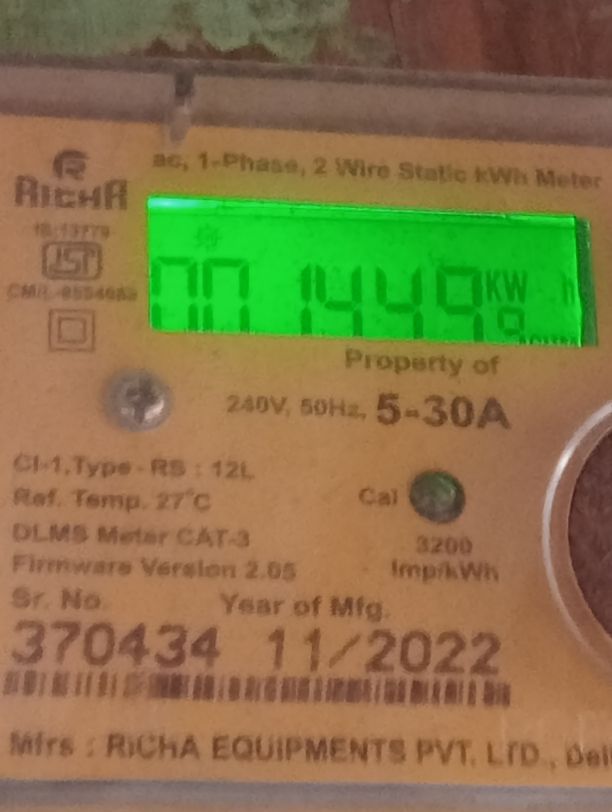 ac, 1-Phase, 2 Wire Static kWh Meter
RICHA
IS:13779
ISI
001449 KW h
Property of
240V, 50Hz, 5-30A
Cl-1,Type - RS : 12L
Ref. Temp. 27°C
Cal
DLMS Meter CAT-3
3200
Firmware Version 2.05
Imp/kWh
Sr. No.
Year of Mfg.
370434 11/2022
Mfrs : RICHA EQUIPMENTS PVT. LTD., Del